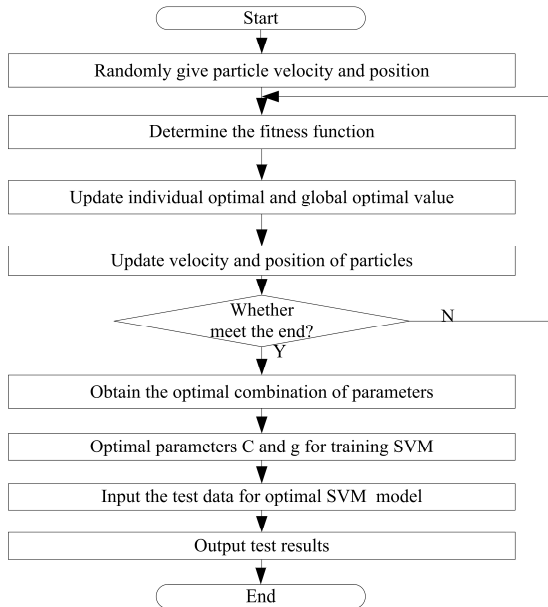 Start
Randomly give particle velocity and position
Determine the fitness function
Update individual optimal and global optimal value
Update velocity and position of particles
Whether
meet the end?
N
Y
Obtain the optimal combination of parameters
Optimal parameters C and g for training SVM
Input the test data for optimal SVM model
Output test results
End